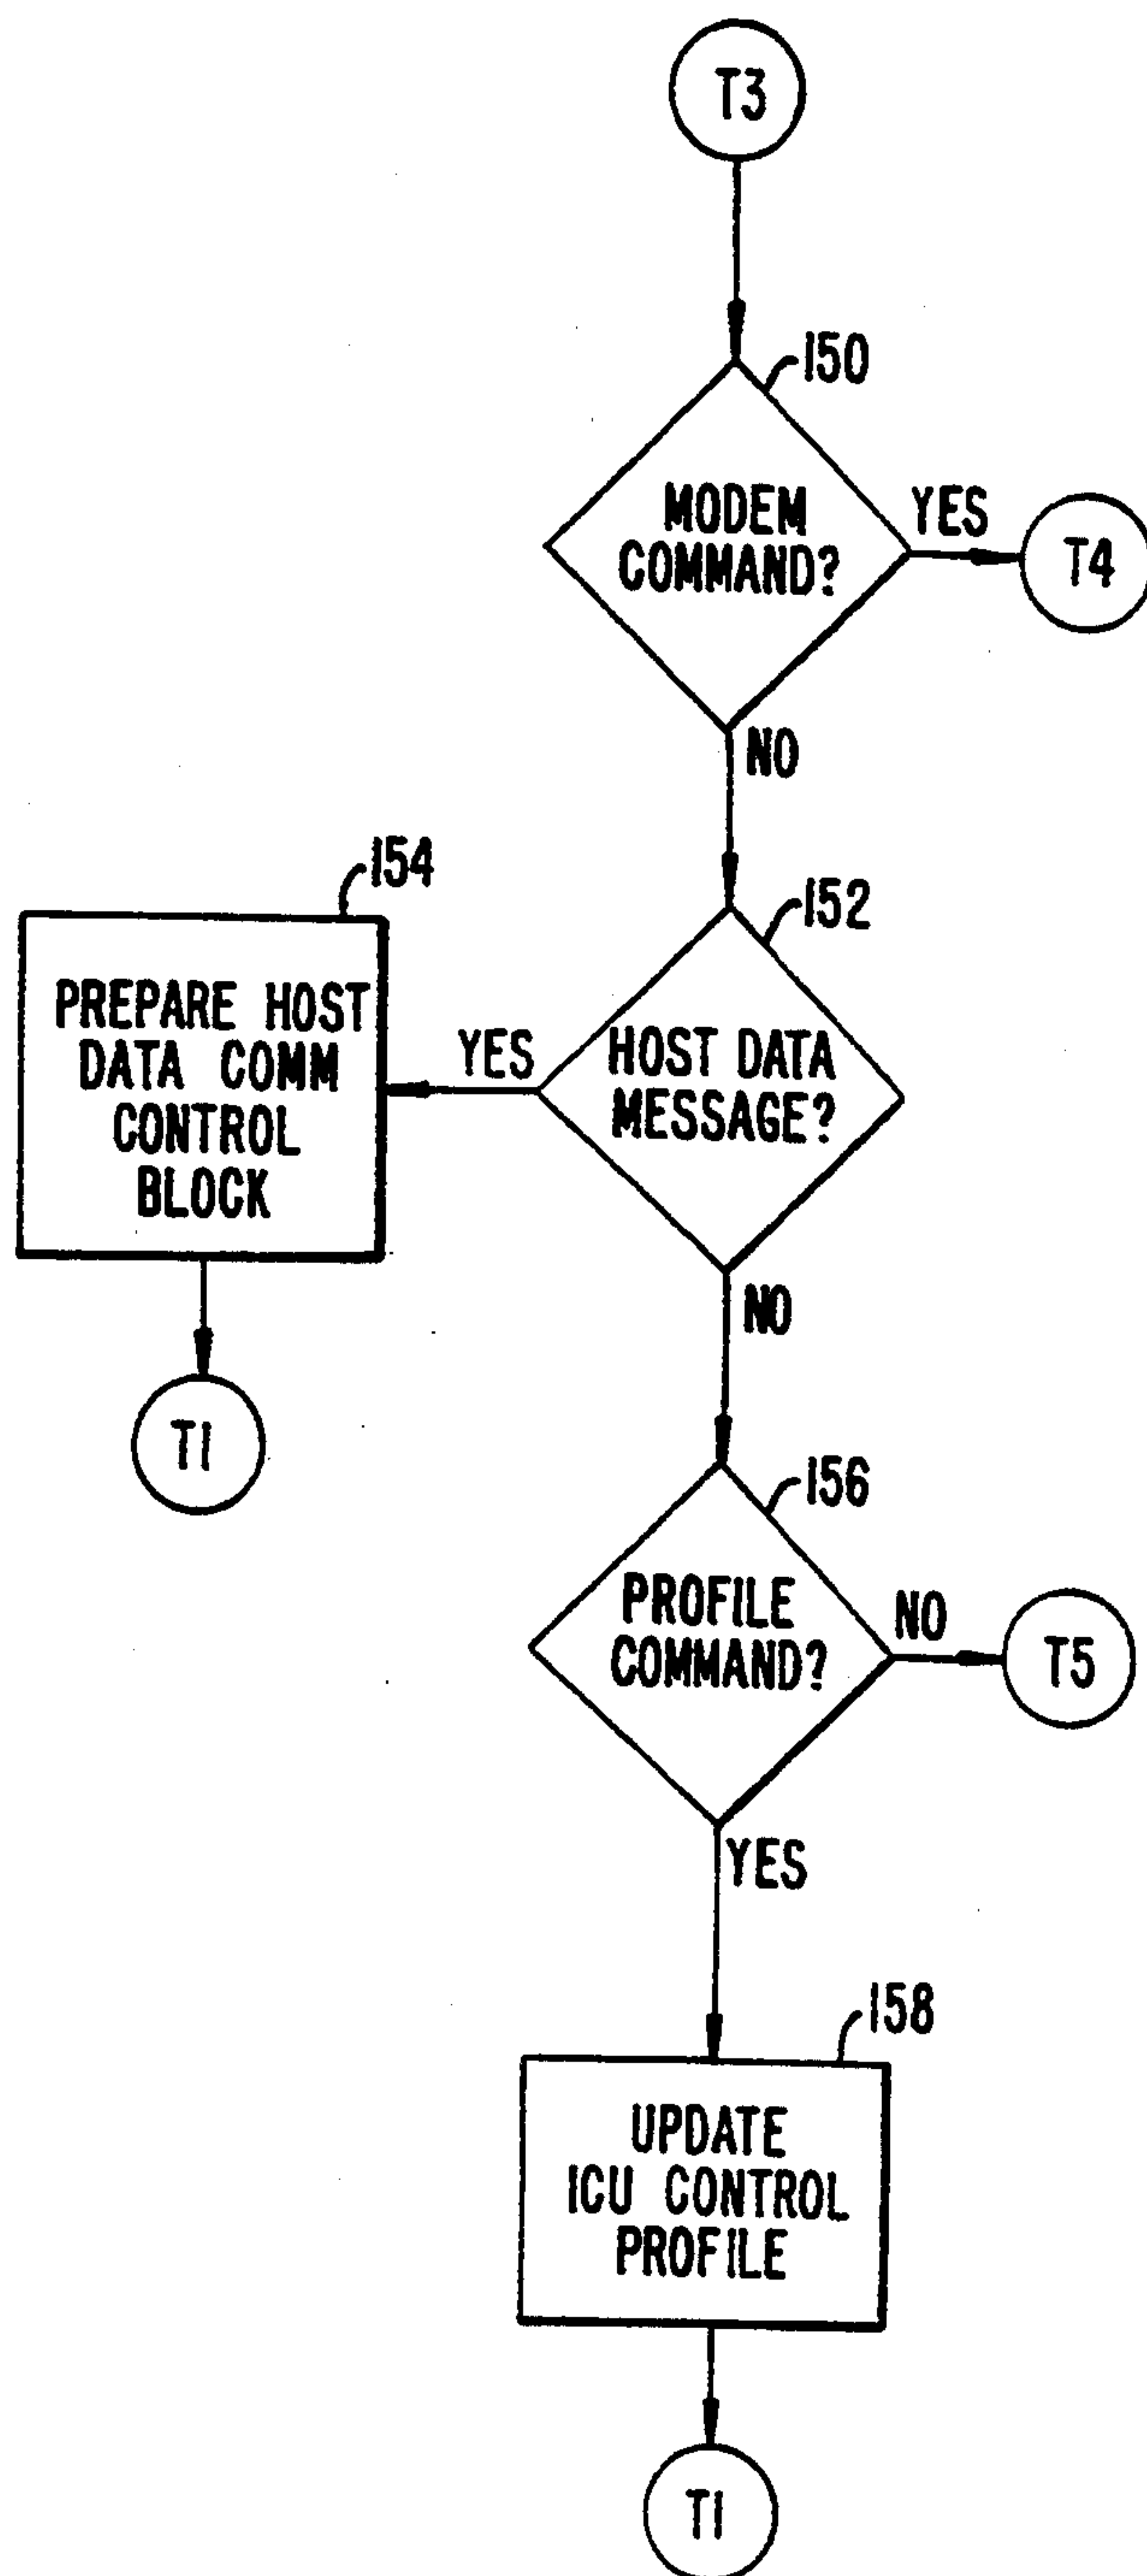 T3
150
MODEM
COMMAND?
YES
T4
NO
154
152
PREPARE HOST
DATA COMM
CONTROL
BLOCK
YES
HOST DATA
MESSAGE?
NO
T1
156
PROFILE
COMMAND?
NO
T5
YES
158
UPDATE
ICU CONTROL
PROFILE
T1